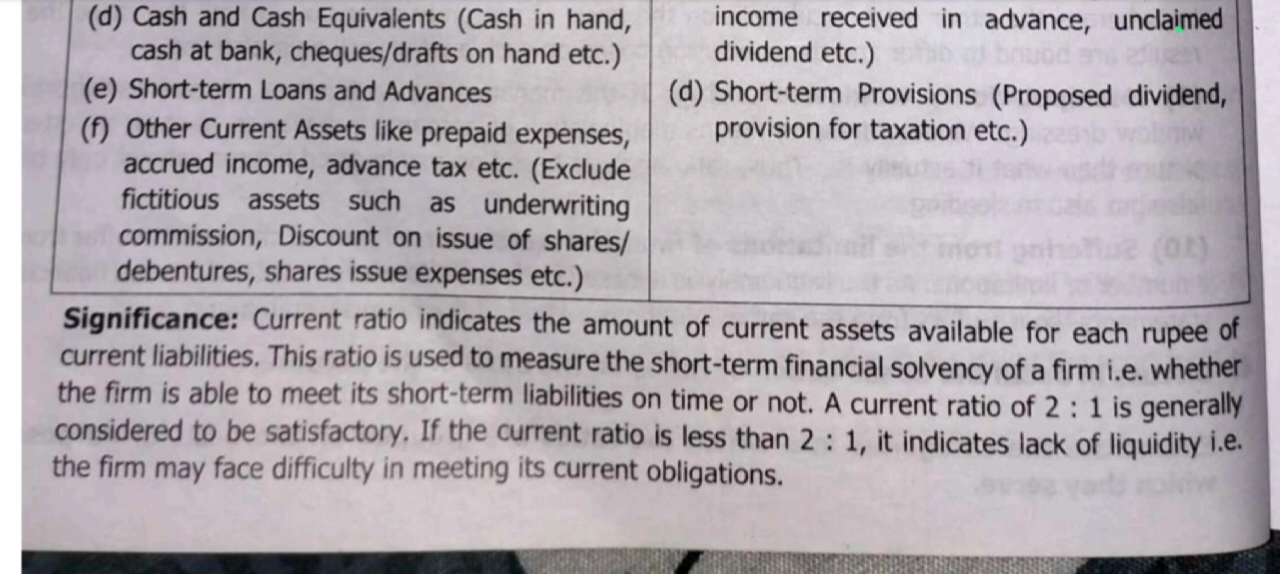 (d) Cash and Cash Equivalents (Cash in hand,
cash at bank, cheques/drafts on hand etc.)
(e) Short-term Loans and Advances
(f) Other Current Assets like prepaid expenses,
accrued income, advance tax etc. (Exclude
fictitious assets such as underwriting
commission, Discount on issue of shares/
debentures, shares issue expenses etc.)
income received in advance, unclaimed
dividend etc.)
(d) Short-term Provisions (Proposed dividend,
provision for taxation etc.)
Significance: Current ratio indicates the amount of current assets available for each rupee of
current liabilities. This ratio is used to measure the short-term financial solvency of a firm i.e. whether
the firm is able to meet its short-term liabilities on time or not. A current ratio of 2 : 1 is generally
considered to be satisfactory. If the current ratio is less than 2 : 1, it indicates lack of liquidity i.e.
the firm may face difficulty in meeting its current obligations.